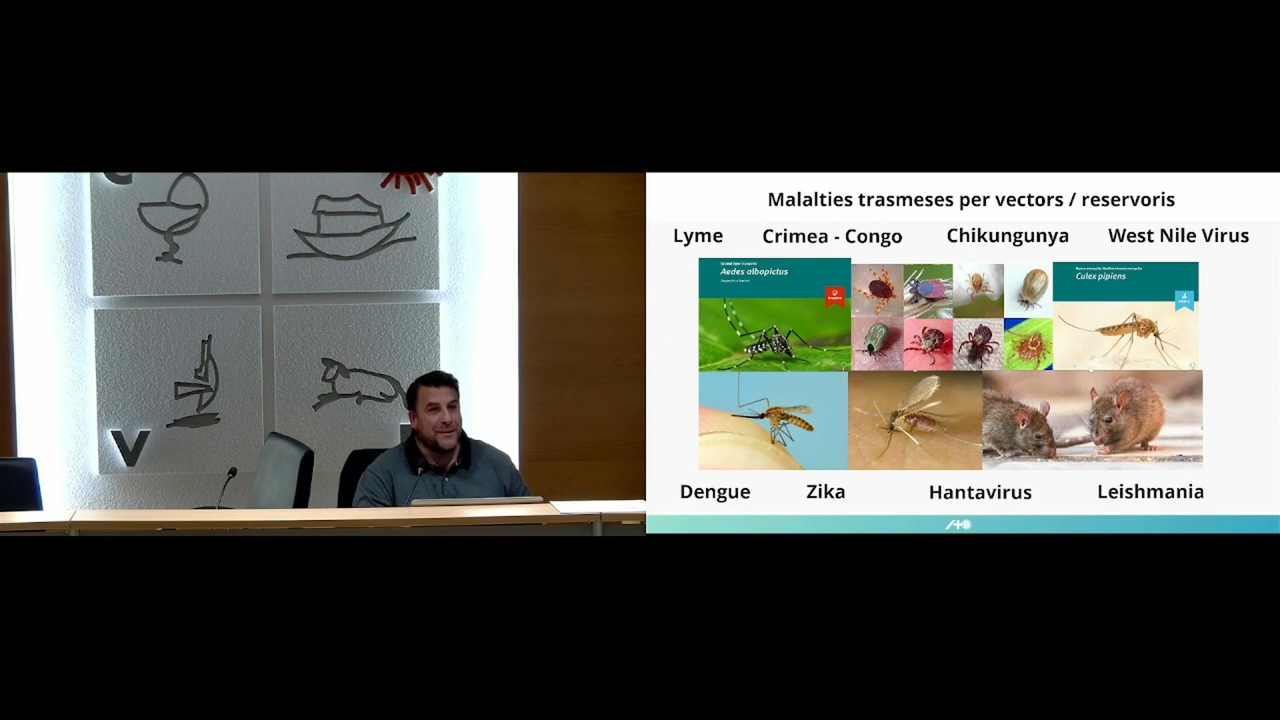 Malalties trasmeses per vectors / reservoris
Lyme Crimea - Congo Chikungunya West Nile Virus
Aedes albopictus
Culex pipiens
Dengue Zika Hantavirus Leishmania
V